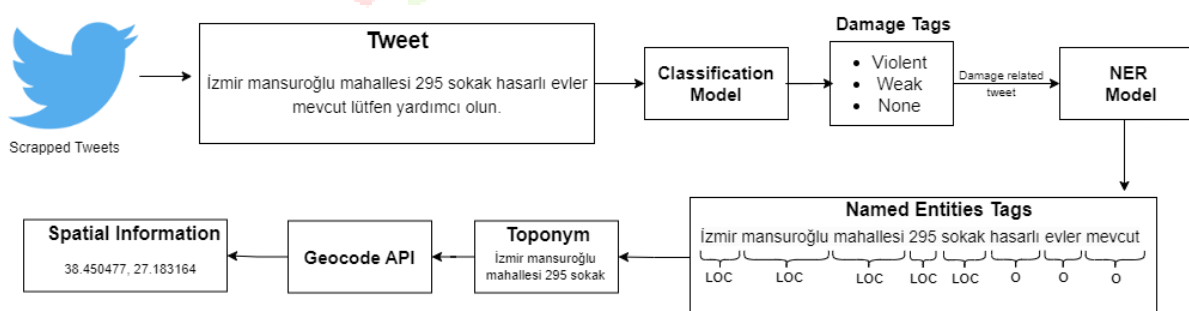 Scrapped Tweets
Tweet
İzmir mansuroğlu mahallesi 295 sokak hasarlı evler
mevcut lütfen yardımcı olun.
Classification
Model
Damage Tags
• Violent
• Weak
• None
Damage related
tweet
NER
Model
Named Entities Tags
İzmir mansuroğlu mahallesi 295 sokak hasarlı evler mevcut
LOC LOC LOC LOC LOC O O O
Toponym
İzmir mansuroğlu
mahallesi 295 sokak
Geocode API
Spatial Information
38.450477, 27.183164